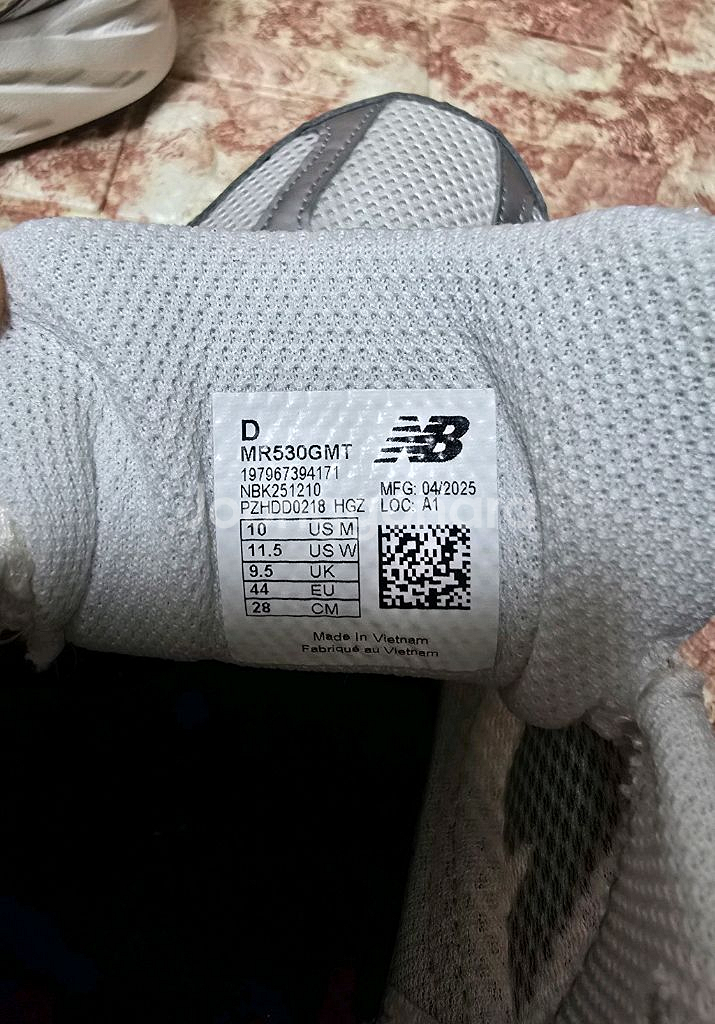 D
NB
MR530GMT
197967394171
NBK251210
MFG: 04/2025
PZHDD0218 HGZ
LOC: A1
10 US M
11.5 US W
9.5 UK
44 EU
28 CM
Made In Vietnam
Fabriqué au Vietnam